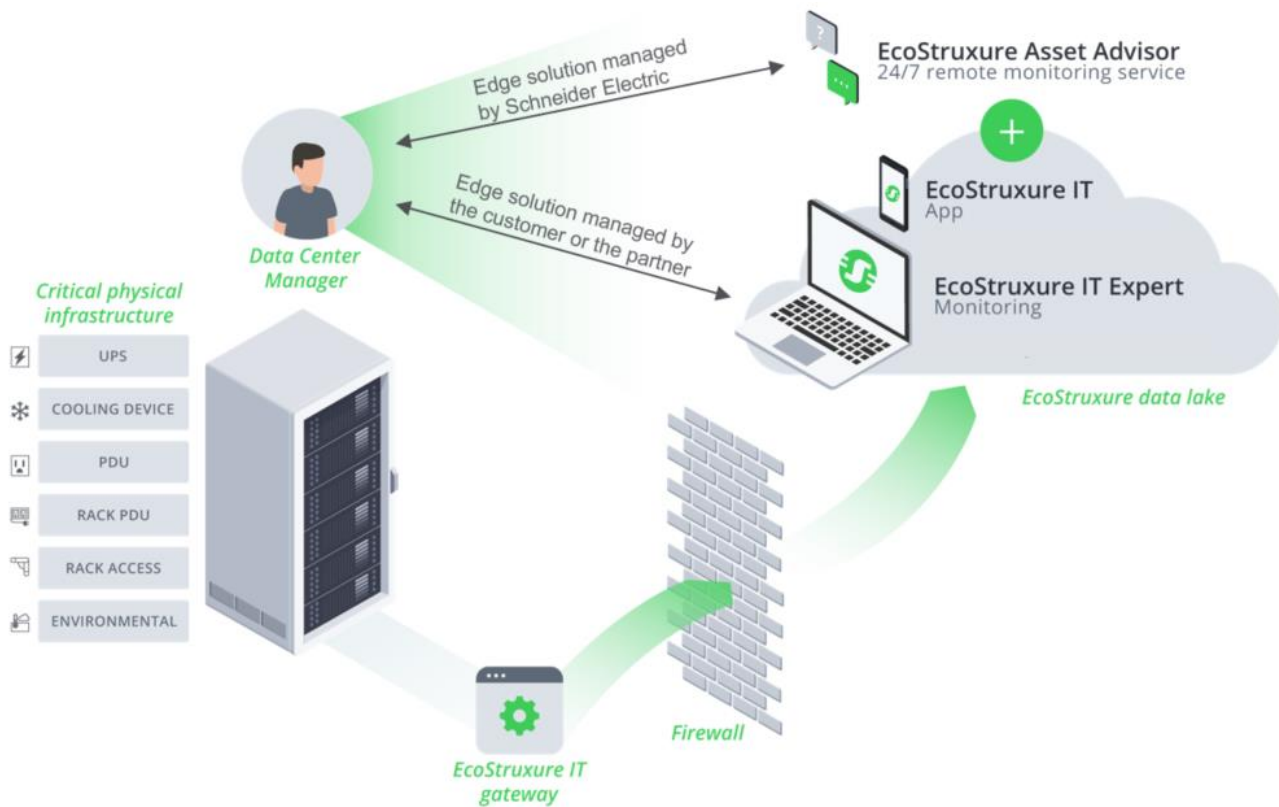 EcoStruxure Asset Advisor
24/7 remote monitoring service
Edge solution managed
by Schneider Electric
?
...
+
EcoStruxure IT
App
Edge solution managed by
the customer or the partner
Data Center
Manager
EcoStruxure IT Expert
Monitoring
EcoStruxure data lake
Critical physical
infrastructure
UPS
COOLING DEVICE
PDU
RACK PDU
RACK ACCESS
ENVIRONMENTAL
Firewall
EcoStruxure IT
gateway